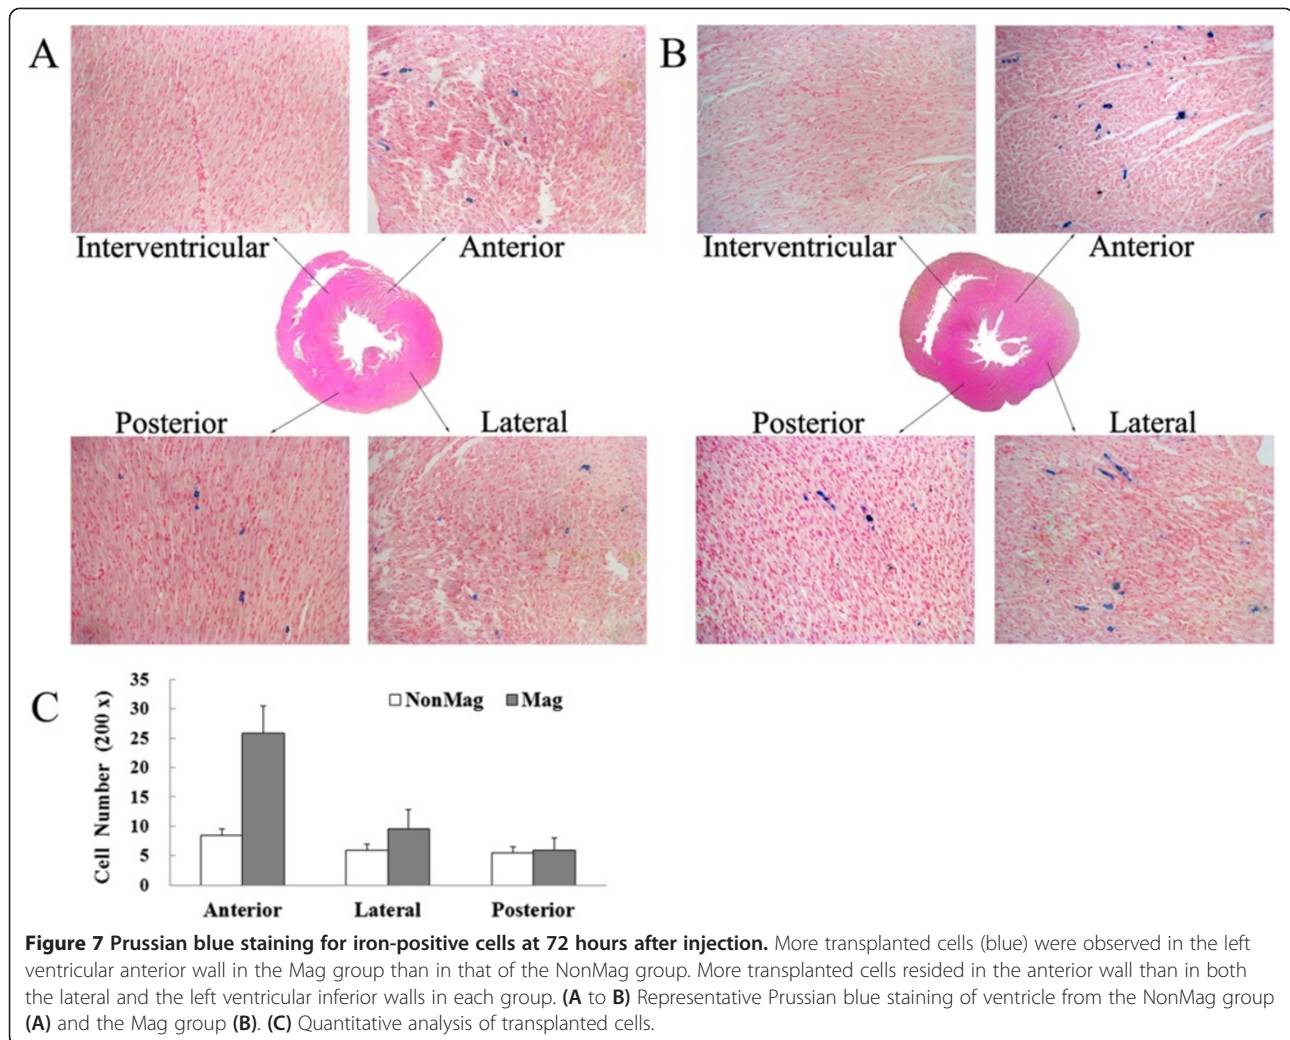 A
B
Interventricular
Anterior
Interventricular
Anterior
Posterior
Lateral
Posterior
Lateral
C
Cell Number (200 x)
35
30
25
20
15
10
5
0
NonMag
Mag
Anterior
Lateral
Posterior
Figure 7 Prussian blue staining for iron-positive cells at 72 hours after injection. More transplanted cells (blue) were observed in the left
ventricular anterior wall in the Mag group than in that of the NonMag group. More transplanted cells resided in the anterior wall than in both
the lateral and the left ventricular inferior walls in each group. (A to B) Representative Prussian blue staining of ventricle from the NonMag group
(A) and the Mag group (B). (C) Quantitative analysis of transplanted cells.